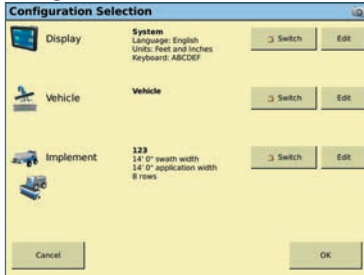 Configuration Selection
Display
System
Language: English
Units: Feet and Inches
Keyboard: ABCDEF
Switch
Edit
Vehicle
Vehicle
Switch
Edit
Implement
123
14' 0" swath width
14' 0" application width
8 rows
Switch
Edit
Cancel
OK